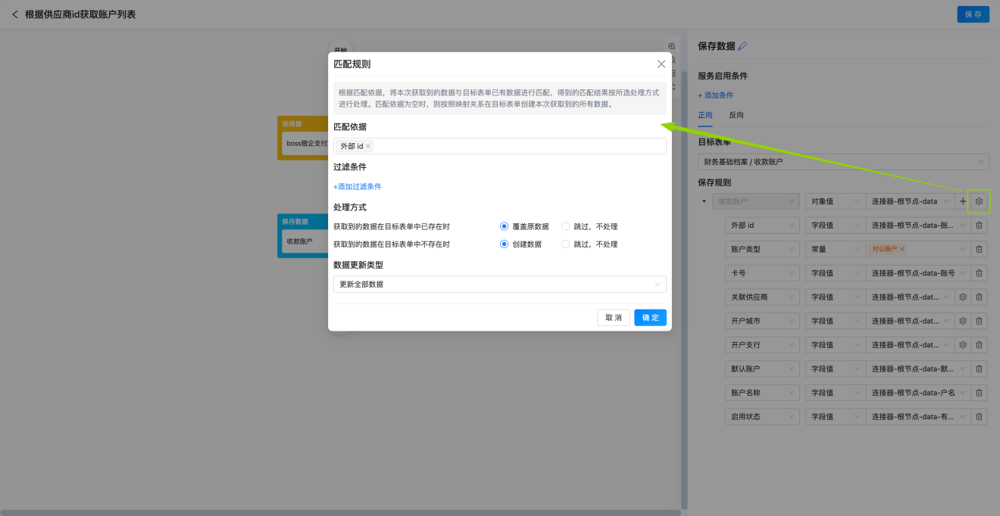 根据供应商id获取账户列表
保 存
开始
连接器
boss银企支付
保存数据
收款账户
匹配规则
根据匹配依据，将本次获取到的数据与目标表单已有数据进行匹配，得到的匹配结果按所选处理方式
进行处理。匹配依据为空时，则按照映射关系在目标表单创建本次获取到的所有数据。
匹配依据
外部 id ×
过滤条件
+添加过滤条件
处理方式
获取到的数据在目标表单中已存在时 覆盖原数据 跳过，不处理
获取到的数据在目标表单中不存在时 创建数据 跳过，不处理
数据更新类型
更新全部数据
取 消 确 定
保存数据
服务启用条件
+ 添加条件
正向 反向
目标表单
财务基础档案 / 收款账户
保存规则
收款账户 对象值 连接器-根节点-data
外部 id 字段值 连接器-根节点-data-账...
账户类型 常量 对公账户 ×
卡号 字段值 连接器-根节点-data-账号
关联供应商 字段值 连接器-根节点-dat...
开户城市 字段值 连接器-根节点-dat...
开户支行 字段值 连接器-根节点-dat...
默认账户 字段值 连接器-根节点-data-默...
账户名称 字段值 连接器-根节点-data-户名
启用状态 字段值 连接器-根节点-data-有...